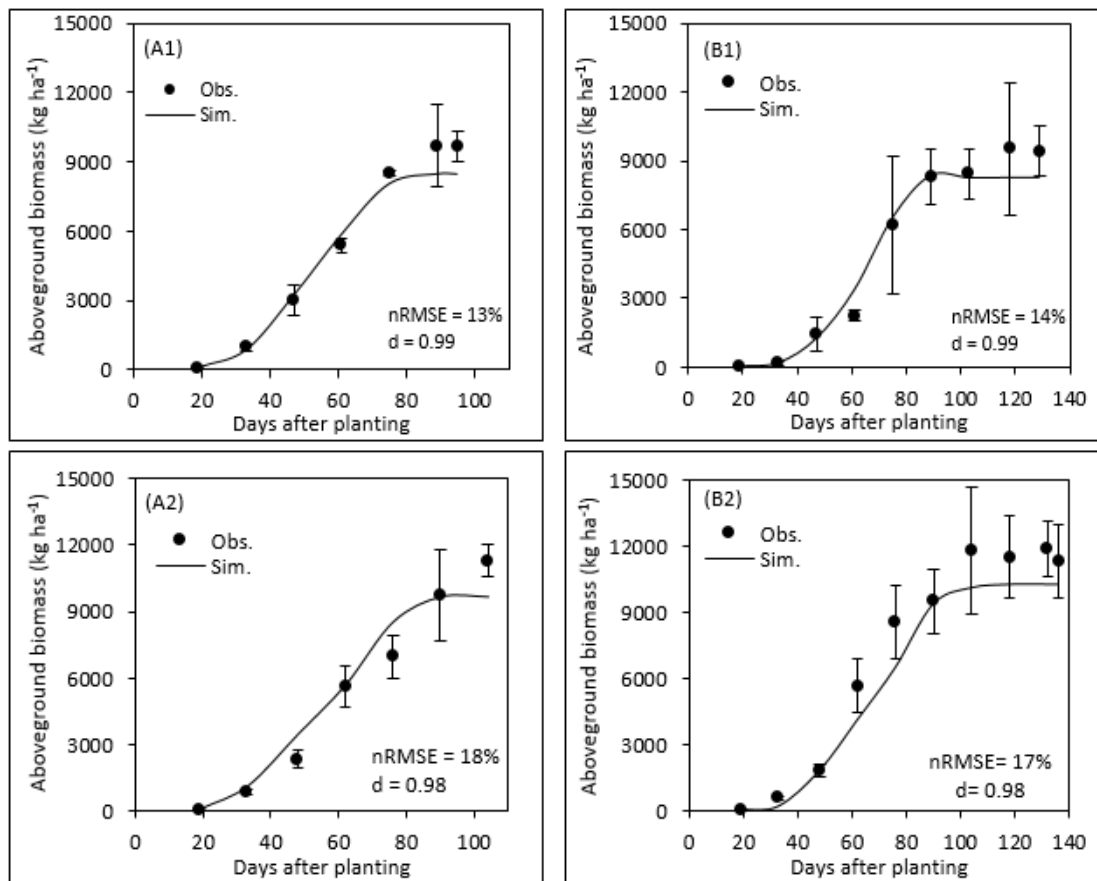 15000
12000
9000
6000
3000
0
Aboveground biomass (kg ha⁻¹)
(A1)
Obs.
Sim.
nRMSE = 13%
d = 0.99
0 20 40 60 80 100
Days after planting
15000
12000
9000
6000
3000
0
Aboveground biomass (kg ha⁻¹)
(B1)
Obs.
Sim.
nRMSE = 14%
d = 0.99
0 20 40 60 80 100 120 140
Days after planting
15000
12000
9000
6000
3000
0
Aboveground biomass (kg ha⁻¹)
(A2)
Obs.
Sim.
nRMSE = 18%
d = 0.98
0 20 40 60 80 100
Days after planting
15000
12000
9000
6000
3000
0
Aboveground biomass (kg ha⁻¹)
(B2)
Obs.
Sim.
nRMSE= 17%
d= 0.98
0 20 40 60 80 100 120 140
Days after planting